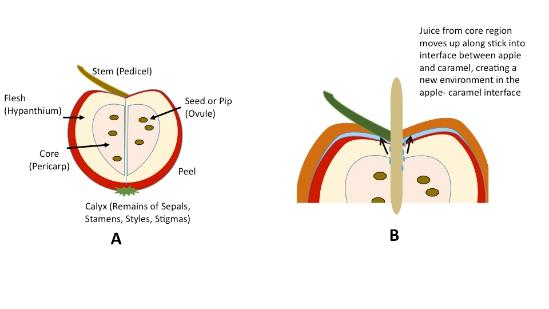 Stem (Pedicel)
Flesh
(Hypanthium)
Seed or Pip
(Ovule)
Core
(Pericarp)
Peel
Calyx (Remains of Sepals,
Stamens, Styles, Stigmas)
A
Juice from core region
moves up along stick into
interface between apple
and caramel, creating a
new environment in the
apple- caramel interface
B